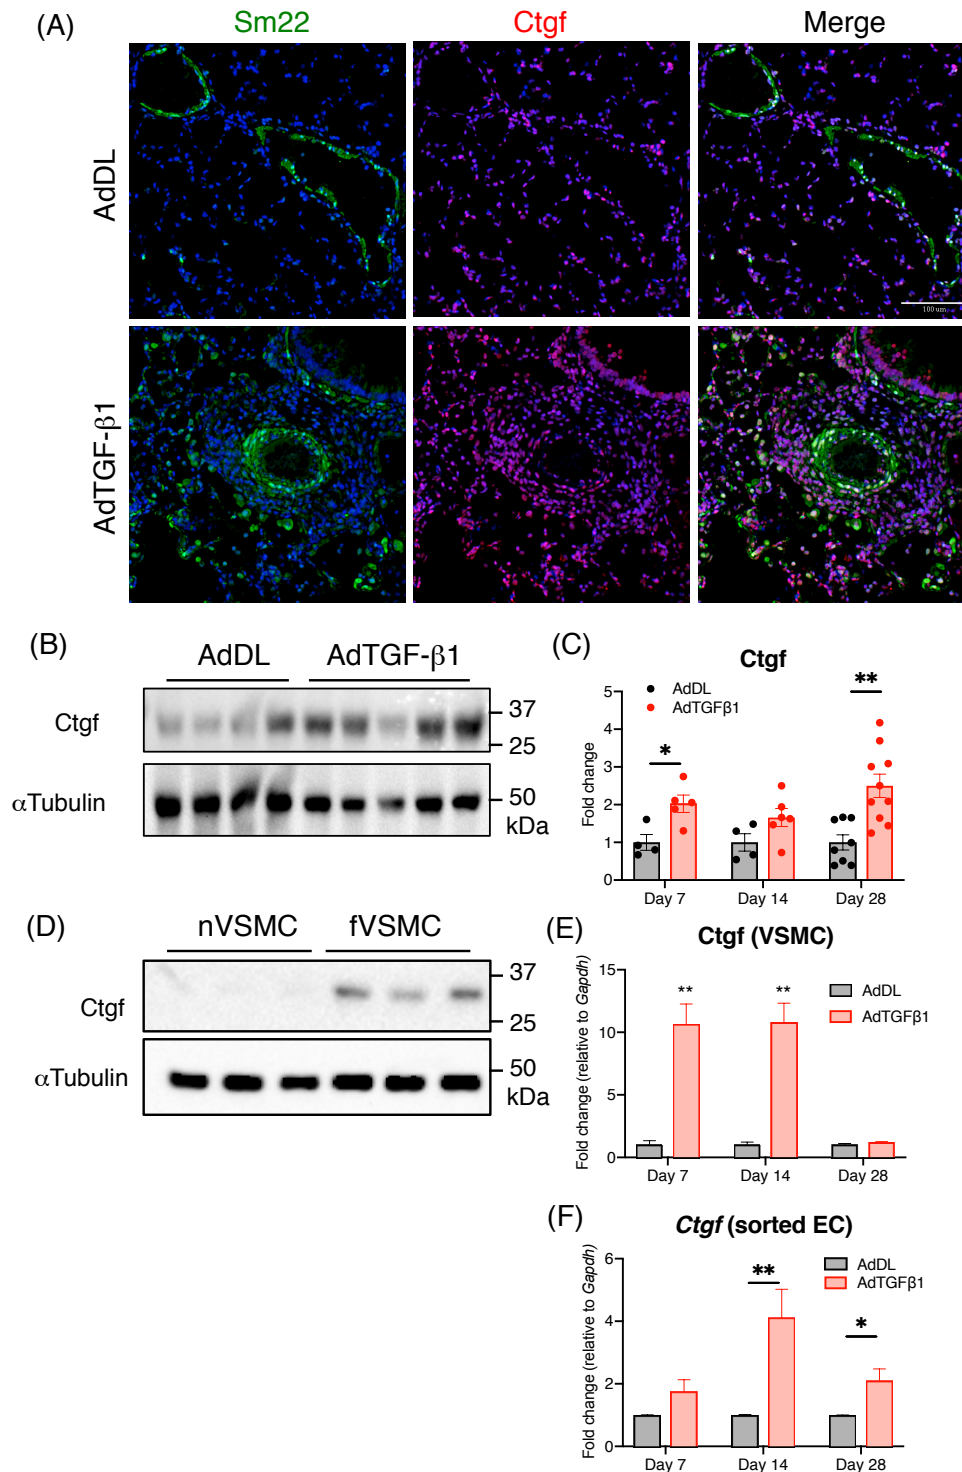 (A)
Sm22
Ctgf
Merge
AdDL
100 um
AdTGF-β1
(B)
AdDL
AdTGF-β1
Ctgf
37
25
αTubulin
50
kDa
(C)
Ctgf
AdDL
AdTGFβ1
Fold change
5
4
3
2
1
0
*
**
Day 7
Day 14
Day 28
(D)
nVSMC
fVSMC
Ctgf
37
25
αTubulin
50
kDa
(E)
Ctgf (VSMC)
AdDL
AdTGFβ1
Fold change (relative to Gapdh)
15
10
5
0
**
**
Day 7
Day 14
Day 28
(F)
Ctgf (sorted EC)
AdDL
AdTGFβ1
Fold change (relative to Gapdh)
6
4
2
0
**
*
Day 7
Day 14
Day 28